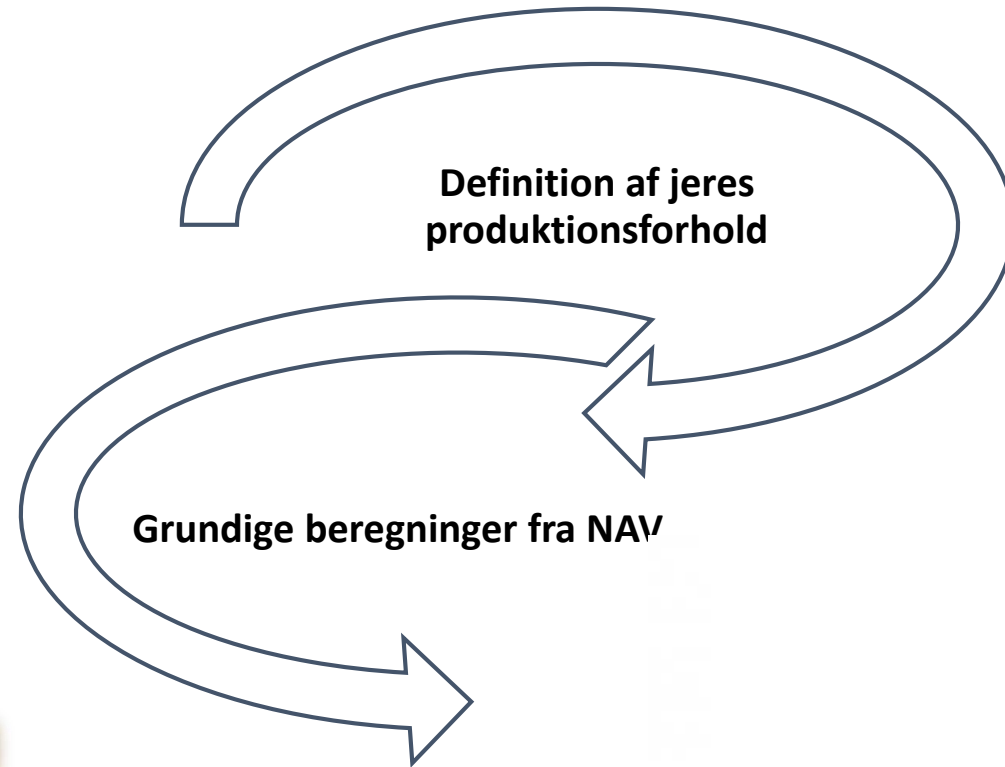 Definition af jeres
produktionsforhold
Grundige beregninger fra NAV